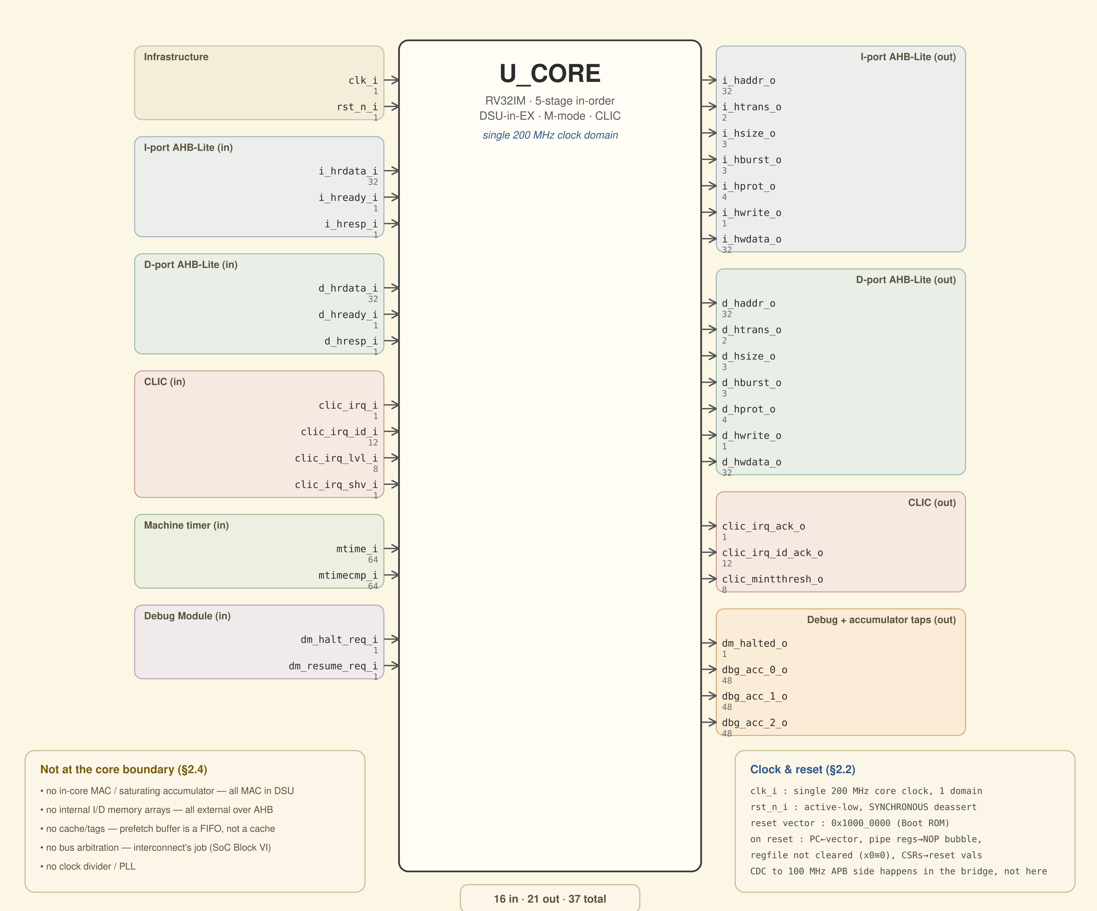 Infrastructure
clk_i
1
rst_n_i
1
I-port AHB-Lite (in)
i_hrdata_i
32
i_hready_i
1
i_hresp_i
1
D-port AHB-Lite (in)
d_hrdata_i
32
d_hready_i
1
d_hresp_i
1
CLIC (in)
clic_irq_i
1
clic_irq_id_i
12
clic_irq_lvl_i
8
clic_irq_shv_i
1
Machine timer (in)
mtime_i
64
mtimecmp_i
64
Debug Module (in)
dm_halt_req_i
1
dm_resume_req_i
1
U_CORE
RV32IM · 5-stage in-order
DSU-in-EX · M-mode · CLIC
single 200 MHz clock domain
I-port AHB-Lite (out)
i_haddr_o
32
i_htrans_o
2
i_hsize_o
3
i_hburst_o
3
i_hprot_o
4
i_hwrite_o
1
i_hwdata_o
32
D-port AHB-Lite (out)
d_haddr_o
32
d_htrans_o
2
d_hsize_o
3
d_hburst_o
3
d_hprot_o
4
d_hwrite_o
1
d_hwdata_o
32
CLIC (out)
clic_irq_ack_o
1
clic_irq_id_ack_o
12
clic_mintthresh_o
8
Debug + accumulator taps (out)
dm_halted_o
1
dbg_acc_0_o
48
dbg_acc_1_o
48
dbg_acc_2_o
48
Not at the core boundary (§2.4)
• no in-core MAC / saturating accumulator — all MAC in DSU
• no internal I/D memory arrays — all external over AHB
• no cache/tags — prefetch buffer is a FIFO, not a cache
• no bus arbitration — interconnect's job (SoC Block VI)
• no clock divider / PLL
Clock & reset (§2.2)
clk_i : single 200 MHz core clock, 1 domain
rst_n_i : active-low, SYNCHRONOUS deassert
reset vector : 0x1000_0000 (Boot ROM)
on reset : PC←vector, pipe regs→NOP bubble,
regfile not cleared (x0≡0), CSRs→reset vals
CDC to 100 MHz APB side happens in the bridge, not here
16 in · 21 out · 37 total